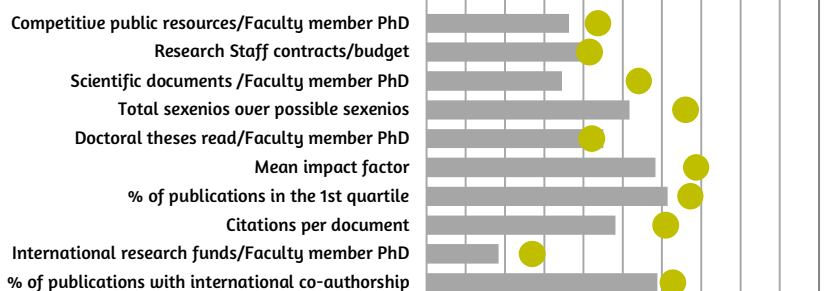 Competitive public resources/Faculty member PhD
Research Staff contracts/budget
Scientific documents /Faculty member PhD
Total sexenios over possible sexenios
Doctoral theses read/Faculty member PhD
Mean impact factor
% of publications in the 1st quartile
Citations per document
International research funds/Faculty member PhD
% of publications with international co-authorship